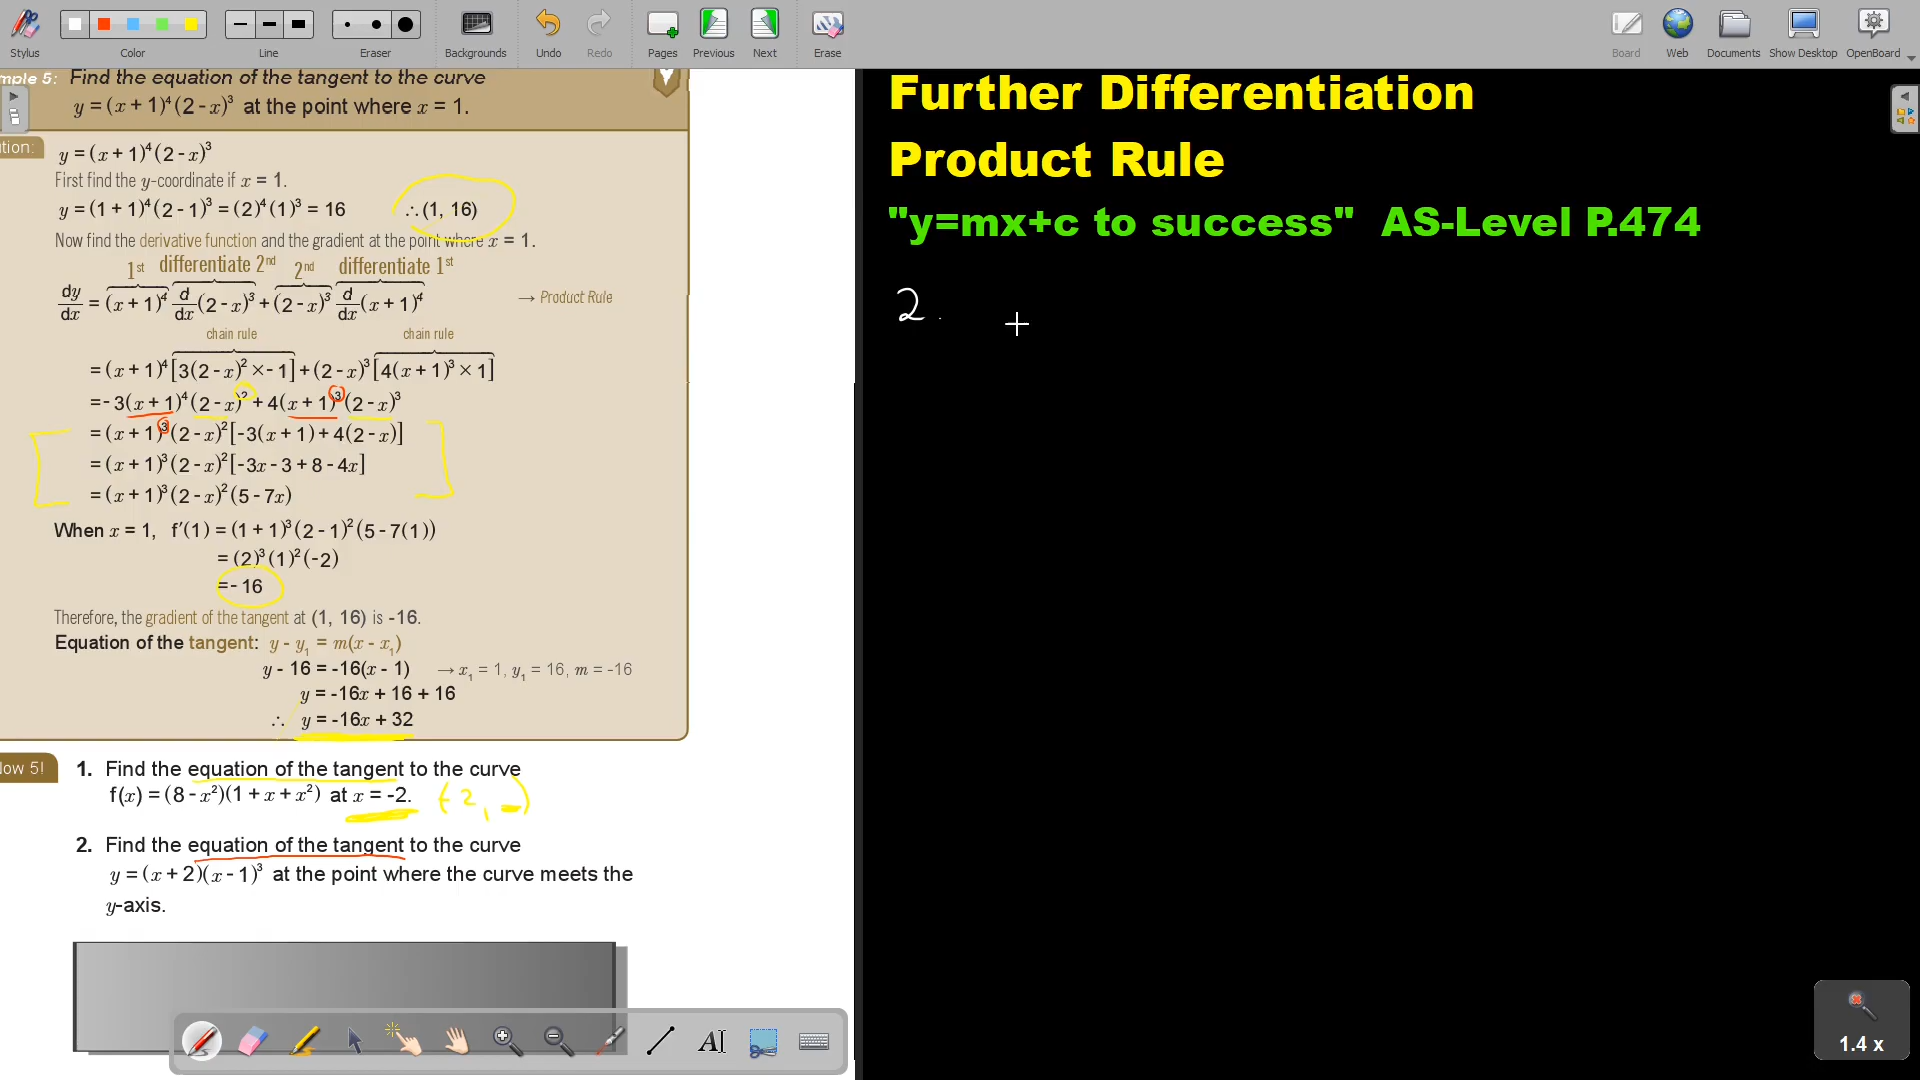 Stylus
Color
Line
Eraser
Backgrounds
Undo
Redo
Pages
Previous
Next
Erase
Board
Web
Documents
Show Desktop
OpenBoard
mple 5: Find the equation of the tangent to the curve
y = (x + 1)⁴(2 - x)³ at the point where x = 1.
ution:
y = (x + 1)⁴(2 - x)³
First find the y-coordinate if x = 1.
y = (1 + 1)⁴(2 - 1)³ = (2)⁴(1)³ = 16 ∴ (1, 16)
Now find the derivative function and the gradient at the point where x = 1.
1st differentiate 2nd 2nd differentiate 1st
dy/dx = (x + 1)⁴ d/dx (2 - x)³ + (2 - x)³ d/dx (x + 1)⁴ → Product Rule
chain rule chain rule
= (x + 1)⁴[3(2 - x)² × - 1] + (2 - x)³[4(x + 1)³ × 1]
= - 3(x + 1)⁴(2 - x)² + 4(x + 1)³(2 - x)³
= (x + 1)³(2 - x)²[-3(x + 1) + 4(2 - x)]
= (x + 1)³(2 - x)²[-3x - 3 + 8 - 4x]
= (x + 1)³(2 - x)²(5 - 7x)
When x = 1, f′(1) = (1 + 1)³(2 - 1)²(5 - 7(1))
= (2)³(1)²(-2)
= - 16
Therefore, the gradient of the tangent at (1, 16) is -16.
Equation of the tangent: y - y₁ = m(x - x₁)
y - 16 = -16(x - 1) → x₁ = 1, y₁ = 16, m = -16
y = -16x + 16 + 16
∴ y = -16x + 32
Now 5!
1. Find the equation of the tangent to the curve
f(x) = (8 - x²)(1 + x + x²) at x = -2. (-2, _)
2. Find the equation of the tangent to the curve
y = (x + 2)(x - 1)³ at the point where the curve meets the
y-axis.
Further Differentiation
Product Rule
"y=mx+c to success" AS-Level P.474
2.
1.4 x